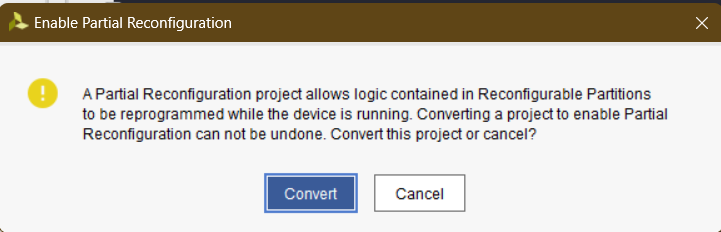 Enable Partial Reconfiguration
A Partial Reconfiguration project allows logic contained in Reconfigurable Partitions
to be reprogrammed while the device is running. Converting a project to enable Partial
Reconfiguration can not be undone. Convert this project or cancel?
Convert
Cancel